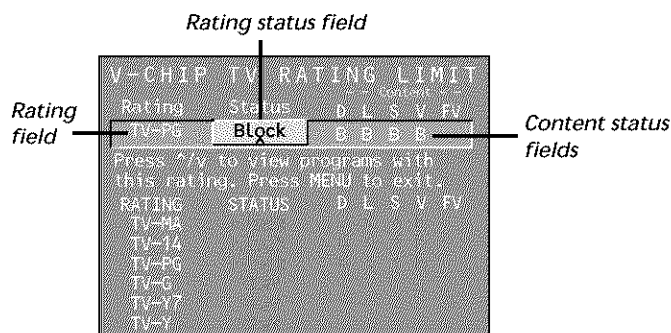 Rating status field
V-CHIP TV RATING LIMIT
- - Content - -
Rating Status D L S V FV
Rating field
TV-PG Block B B B B
Content status fields
Press ^/v to view programs with
this rating. Press MENU to exit.
RATING STATUS D L S V FV
TV-MA
TV-14
TV-PG
TV-G
TV-Y7
TV-Y